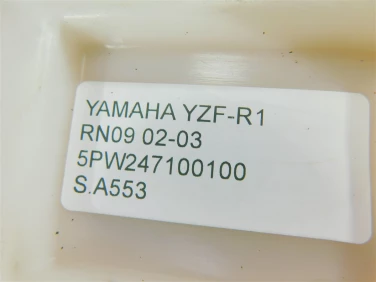 YAMAHA YZF-R1
RN09 02-03
5PW247100100
S.A553